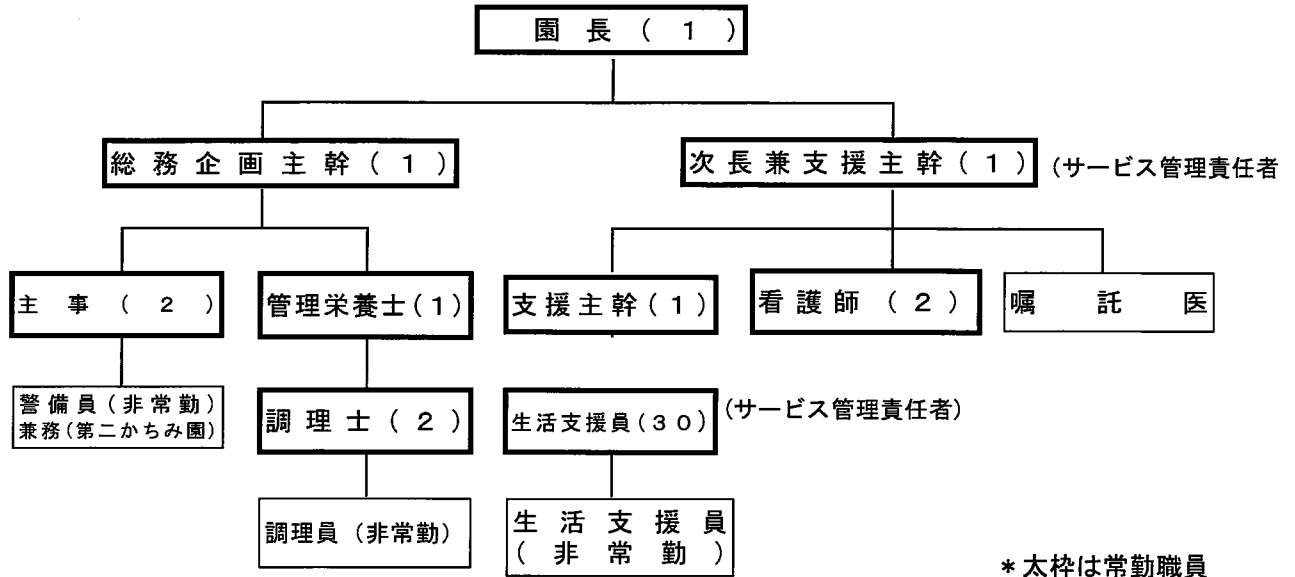 園長(1)
総務企画主幹(1)
次長兼支援主幹(1)
(サービス管理責任者
主事(2)
管理栄養士(1)
支援主幹(1)
看護師(2)
嘱託医
警備員(非常勤)
兼務(第二かちみ園)
調理士(2)
生活支援員(30)
(サービス管理責任者)
調理員(非常勤)
生活支援員
(非常勤)
*太枠は常勤職員